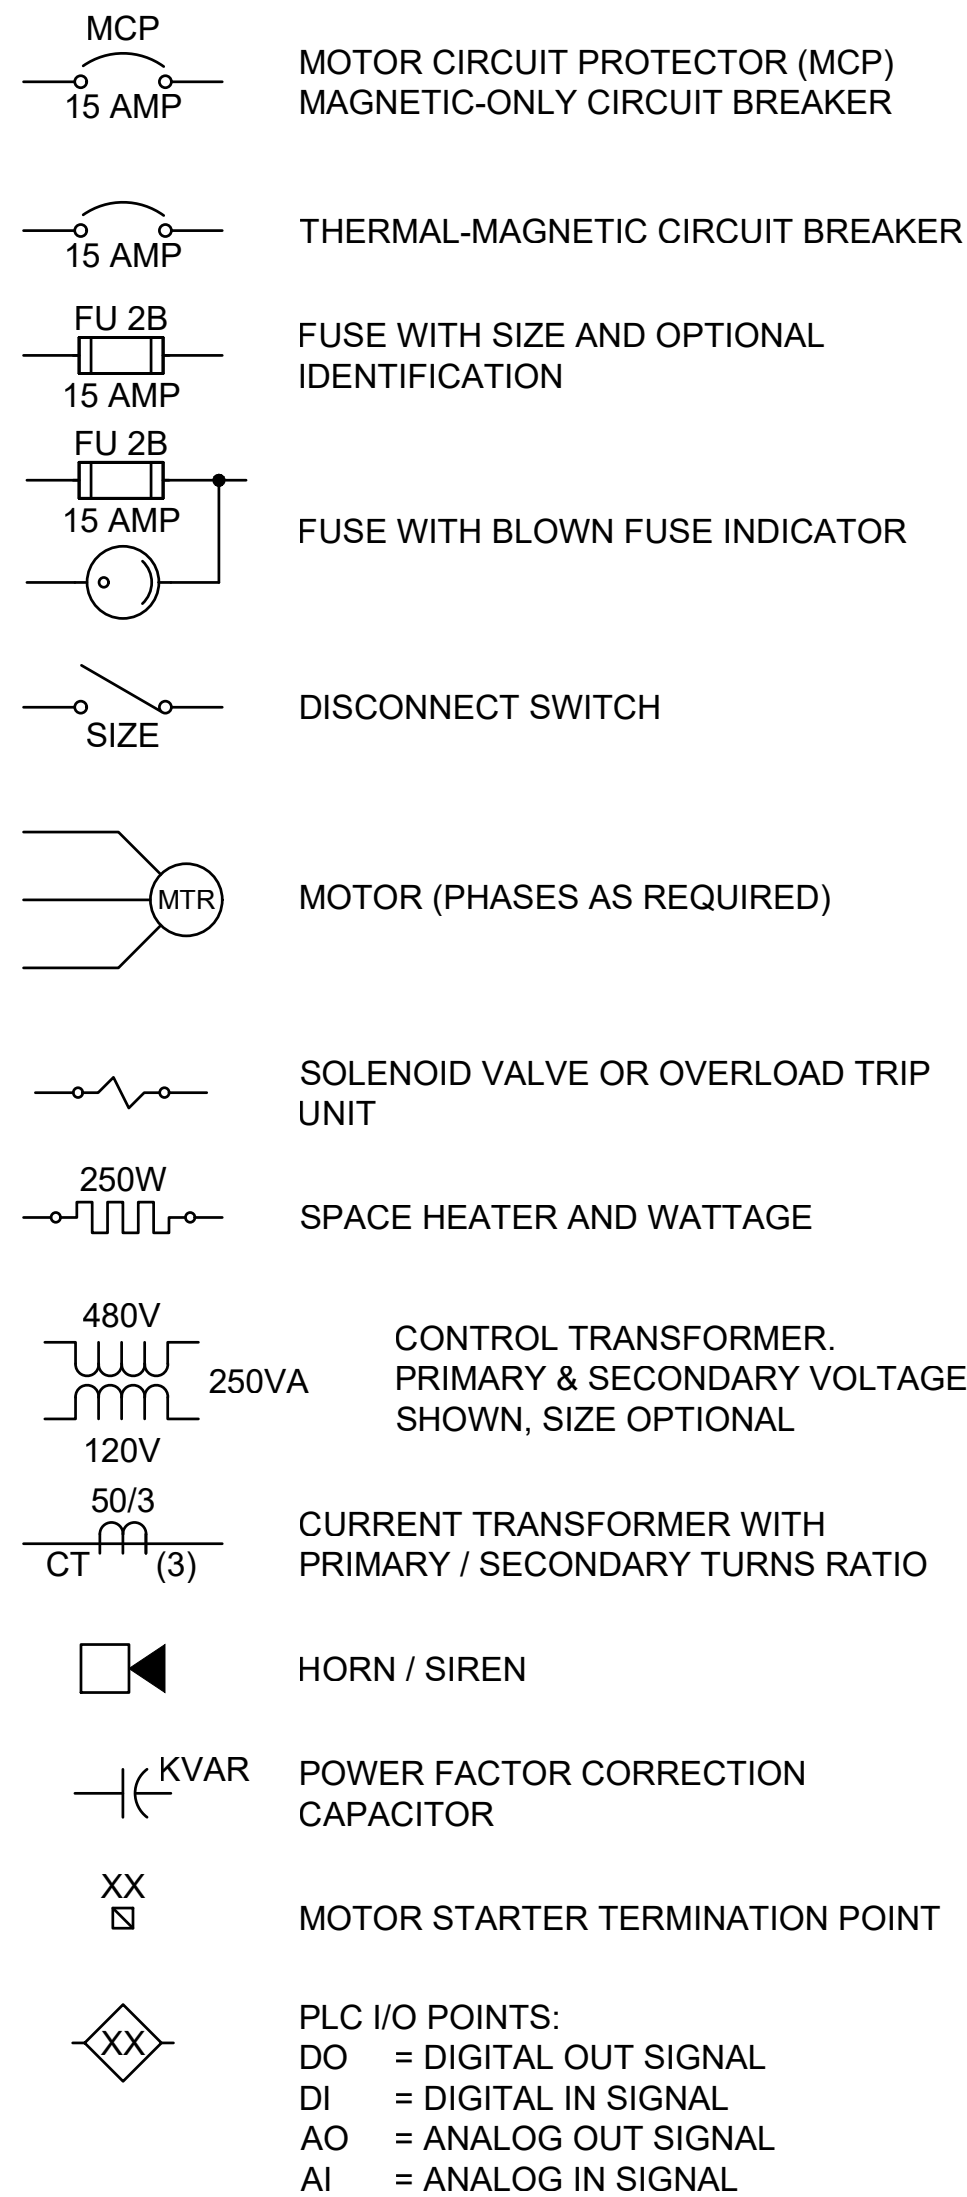 MCP
15 AMP
MOTOR CIRCUIT PROTECTOR (MCP)
MAGNETIC-ONLY CIRCUIT BREAKER
15 AMP
THERMAL-MAGNETIC CIRCUIT BREAKER
FU 2B
15 AMP
FUSE WITH SIZE AND OPTIONAL
IDENTIFICATION
FU 2B
15 AMP
FUSE WITH BLOWN FUSE INDICATOR
SIZE
DISCONNECT SWITCH
MTR
MOTOR (PHASES AS REQUIRED)
SOLENOID VALVE OR OVERLOAD TRIP
UNIT
250W
SPACE HEATER AND WATTAGE
480V
250VA
120V
CONTROL TRANSFORMER.
PRIMARY & SECONDARY VOLTAGE
SHOWN, SIZE OPTIONAL
50/3
CT (3)
CURRENT TRANSFORMER WITH
PRIMARY / SECONDARY TURNS RATIO
HORN / SIREN
KVAR
POWER FACTOR CORRECTION
CAPACITOR
XX
MOTOR STARTER TERMINATION POINT
XX
PLC I/O POINTS:
DO = DIGITAL OUT SIGNAL
DI = DIGITAL IN SIGNAL
AO = ANALOG OUT SIGNAL
AI = ANALOG IN SIGNAL